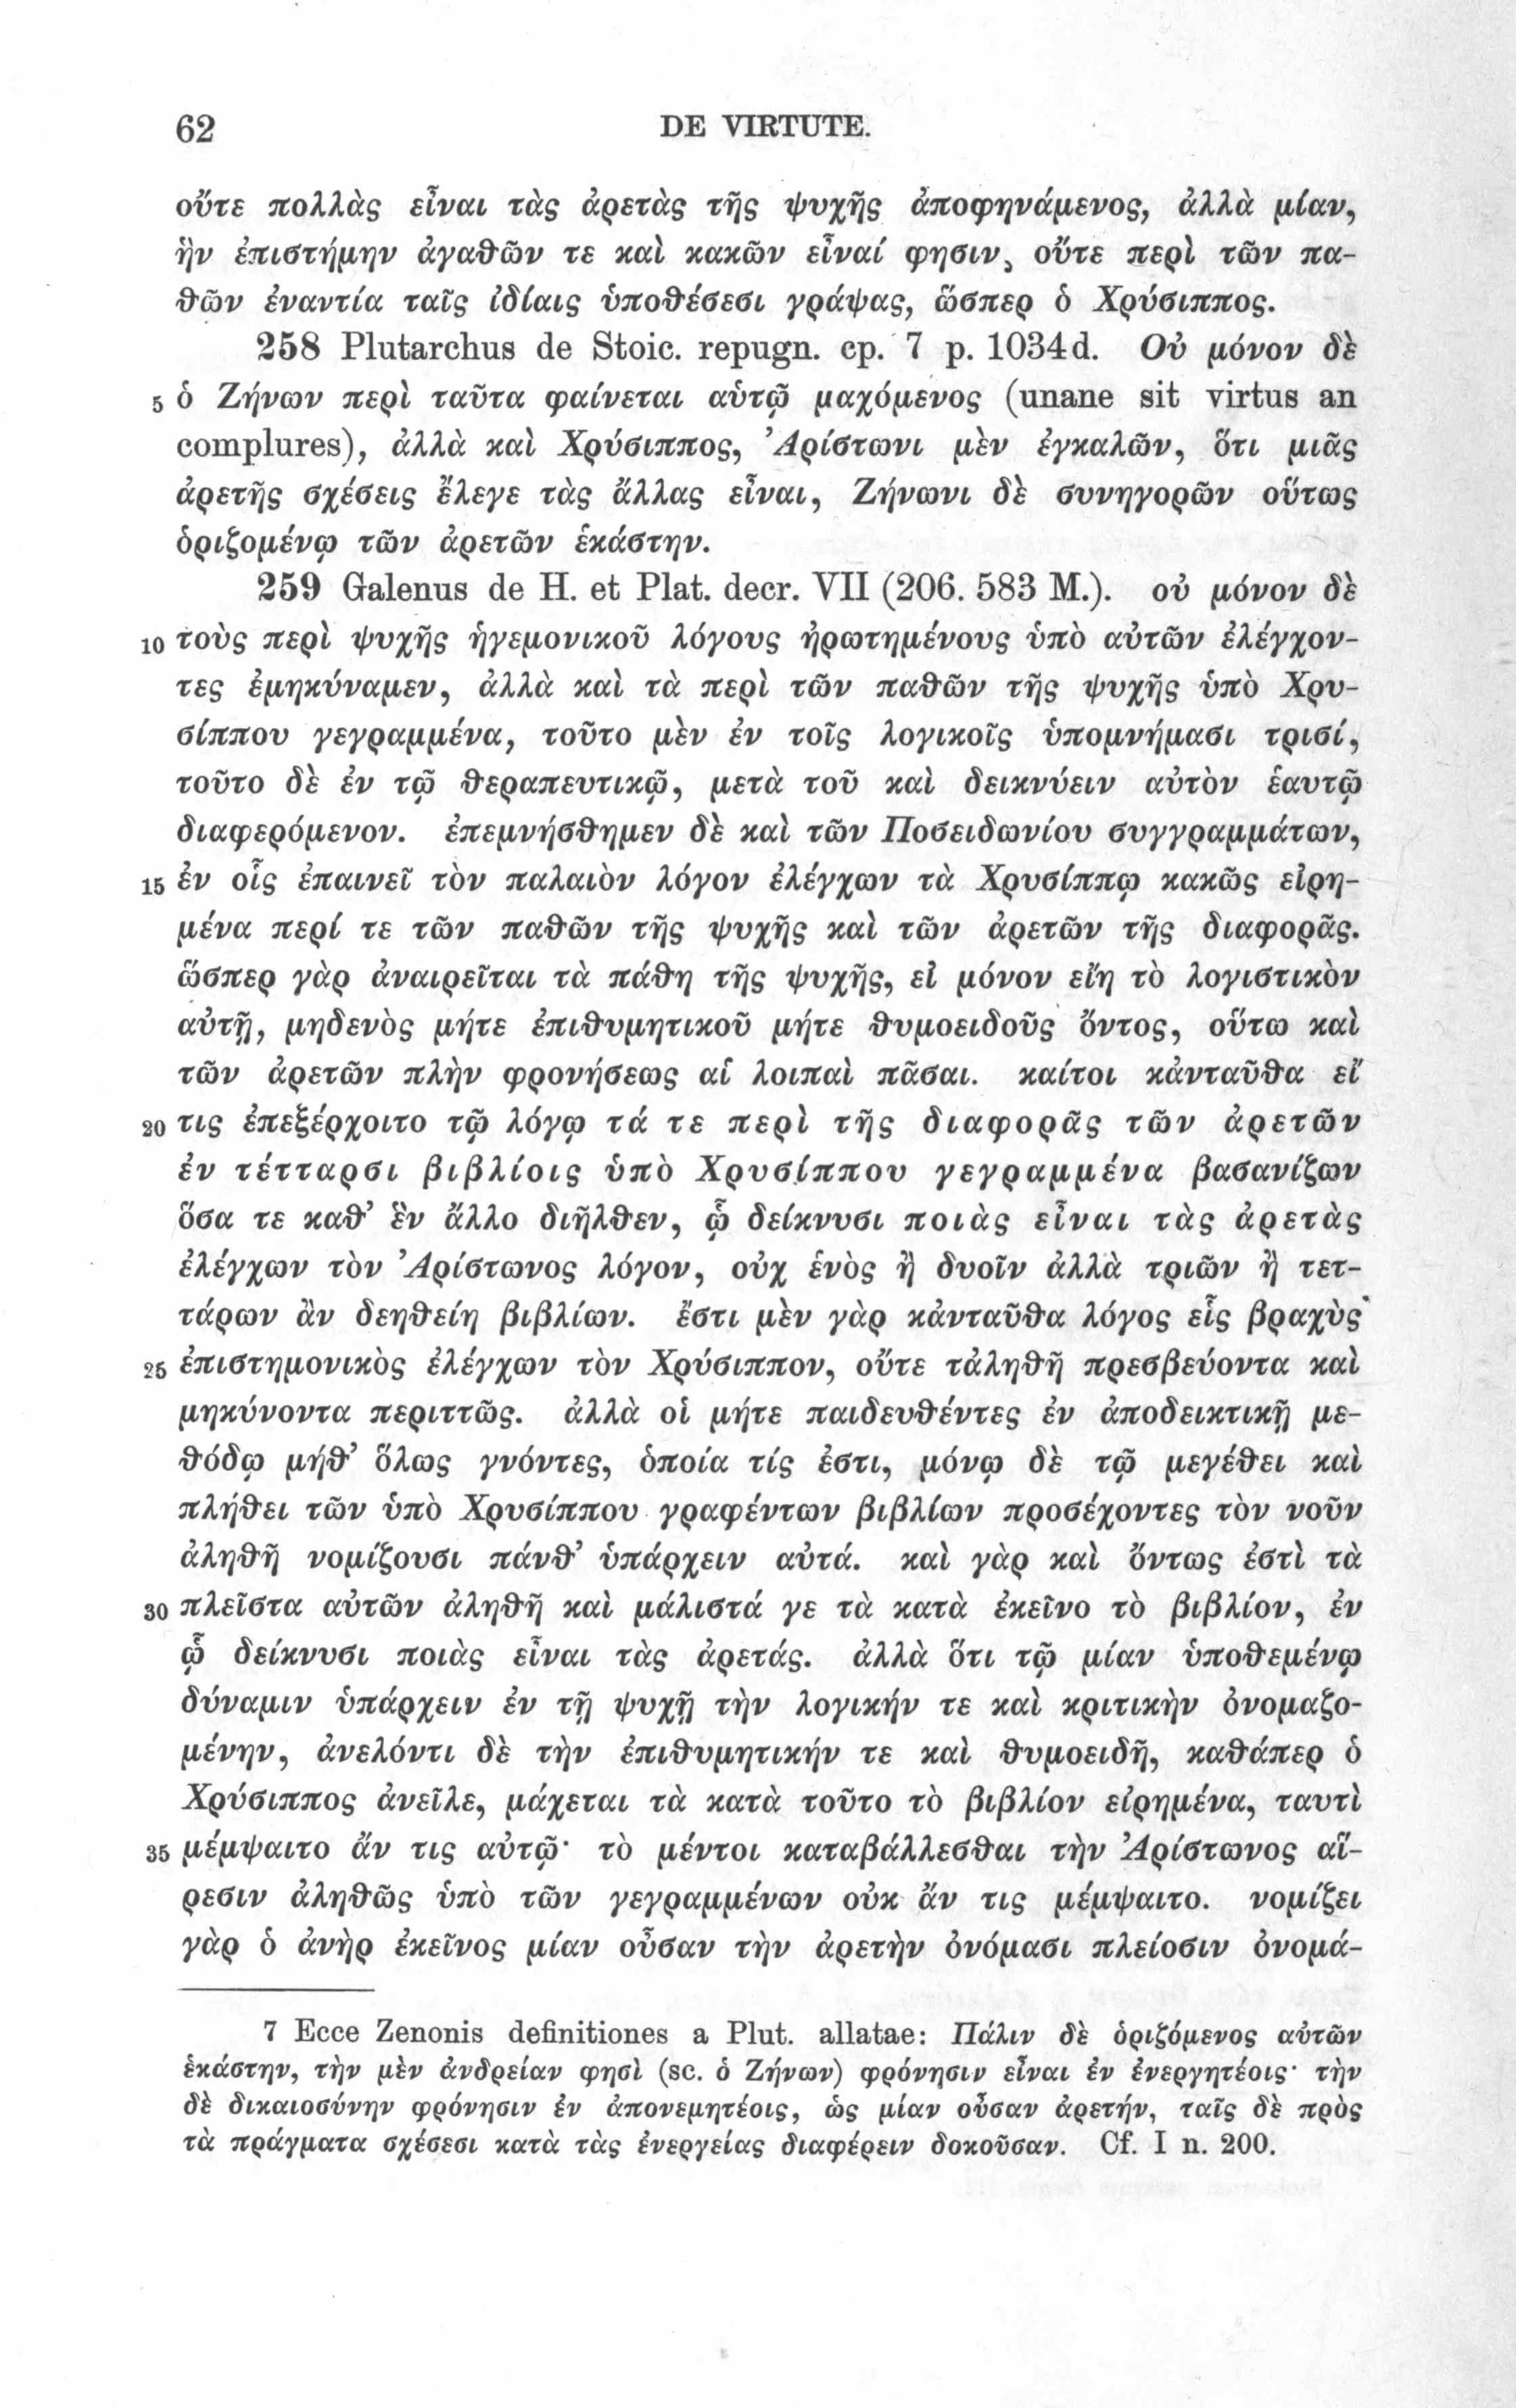 62 DE VIRTUTE.
οὔτε πολλὰς εἶναι τὰς ἀρετὰς τῆς ψυχῆς ἀποφηνάμενος, ἀλλὰ μίαν,
ἣν ἐπιστήμην ἀγαθῶν τε καὶ κακῶν εἶναί φησιν, οὔτε περὶ τῶν πα-
θῶν ἐναντία ταῖς ἰδίαις ὑποθέσεσι γράψας, ὥσπερ ὁ Χρύσιππος.
258 Plutarchus de Stoic. repugn. cp. 7 p. 1034d. Οὐ μόνον δὲ
5 ὁ Ζήνων περὶ ταῦτα φαίνεται αὑτῷ μαχόμενος (unane sit virtus an
complures), ἀλλὰ καὶ Χρύσιππος, Ἀρίστωνι μὲν ἐγκαλῶν, ὅτι μιᾶς
ἀρετῆς σχέσεις ἔλεγε τὰς ἄλλας εἶναι, Ζήνωνι δὲ συνηγορῶν οὕτως
ὁριζομένῳ τῶν ἀρετῶν ἑκάστην.
259 Galenus de H. et Plat. decr. VII (206. 583 M.). οὐ μόνον δὲ
10 τοὺς περὶ ψυχῆς ἡγεμονικοῦ λόγους ἠρωτημένους ὑπὸ αὐτῶν ἐλέγχον-
τες ἐμηκύναμεν, ἀλλὰ καὶ τὰ περὶ τῶν παθῶν τῆς ψυχῆς ὑπὸ Χρυ-
σίππου γεγραμμένα, τοῦτο μὲν ἐν τοῖς λογικοῖς ὑπομνήμασι τρισί,
τοῦτο δὲ ἐν τῷ θεραπευτικῷ, μετὰ τοῦ καὶ δεικνύειν αὐτὸν ἑαυτῷ
διαφερόμενον. ἐπεμνήσθημεν δὲ καὶ τῶν Ποσειδωνίου συγγραμμάτων,
15 ἐν οἷς ἐπαινεῖ τὸν παλαιὸν λόγον ἐλέγχων τὰ Χρυσίππῳ κακῶς εἰρη-
μένα περί τε τῶν παθῶν τῆς ψυχῆς καὶ τῶν ἀρετῶν τῆς διαφορᾶς.
ὥσπερ γὰρ ἀναιρεῖται τὰ πάθη τῆς ψυχῆς, εἰ μόνον εἴη τὸ λογιστικὸν
αὐτῇ, μηδενὸς μήτε ἐπιθυμητικοῦ μήτε θυμοειδοῦς ὄντος, οὕτω καὶ
τῶν ἀρετῶν πλὴν φρονήσεως αἱ λοιπαὶ πᾶσαι. καίτοι κἀνταῦθα εἴ
20 τις ἐπεξέρχοιτο τῷ λόγῳ τά τε περὶ τῆς διαφορᾶς τῶν ἀρετῶν
ἐν τέτταρσι βιβλίοις ὑπὸ Χρυσίππου γεγραμμένα βασανίζων
ὅσα τε καθ’ ἓν ἄλλο διῆλθεν, ᾧ δείκνυσι ποιὰς εἶναι τὰς ἀρετὰς
ἐλέγχων τὸν Ἀρίστωνος λόγον, οὐχ ἑνὸς ἢ δυοῖν ἀλλὰ τριῶν ἢ τετ-
τάρων ἂν δεηθείη βιβλίων. ἔστι μὲν γὰρ κἀνταῦθα λόγος εἷς βραχὺς
25 ἐπιστημονικὸς ἐλέγχων τὸν Χρύσιππον, οὔτε τἀληθῆ πρεσβεύοντα καὶ
μηκύνοντα περιττῶς. ἀλλὰ οἱ μήτε παιδευθέντες ἐν ἀποδεικτικῇ με-
θόδῳ μήθ’ ὅλως γνόντες, ὁποία τίς ἐστι, μόνῳ δὲ τῷ μεγέθει καὶ
πλήθει τῶν ὑπὸ Χρυσίππου γραφέντων βιβλίων προσέχοντες τὸν νοῦν
ἀληθῆ νομίζουσι πάνθ’ ὑπάρχειν αὐτά. καὶ γὰρ καὶ ὄντως ἐστὶ τὰ
30 πλεῖστα αὐτῶν ἀληθῆ καὶ μάλιστά γε τὰ κατὰ ἐκεῖνο τὸ βιβλίον, ἐν
ᾧ δείκνυσι ποιὰς εἶναι τὰς ἀρετάς. ἀλλὰ ὅτι τῷ μίαν ὑποθεμένῳ
δύναμιν ὑπάρχειν ἐν τῇ ψυχῇ τὴν λογικήν τε καὶ κριτικὴν ὀνομαζο-
μένην, ἀνελόντι δὲ τὴν ἐπιθυμητικήν τε καὶ θυμοειδῆ, καθάπερ ὁ
Χρύσιππος ἀνεῖλε, μάχεται τὰ κατὰ τοῦτο τὸ βιβλίον εἰρημένα, ταυτὶ
35 μέμψαιτο ἄν τις αὐτῷ· τὸ μέντοι καταβάλλεσθαι τὴν Ἀρίστωνος αἵ-
ρεσιν ἀληθῶς ὑπὸ τῶν γεγραμμένων οὐκ ἄν τις μέμψαιτο. νομίζει
γὰρ ὁ ἀνὴρ ἐκεῖνος μίαν οὖσαν τὴν ἀρετὴν ὀνόμασι πλείοσιν ὀνομά-
7 Ecce Zenonis definitiones a Plut. allatae: Πάλιν δὲ ὁριζόμενος αὐτῶν
ἑκάστην, τὴν μὲν ἀνδρείαν φησὶ (sc. ὁ Ζήνων) φρόνησιν εἶναι ἐν ἐνεργητέοις· τὴν
δὲ δικαιοσύνην φρόνησιν ἐν ἀπονεμητέοις, ὡς μίαν οὖσαν ἀρετήν, ταῖς δὲ πρὸς
τὰ πράγματα σχέσεσι κατὰ τὰς ἐνεργείας διαφέρειν δοκοῦσαν. Cf. I n. 200.